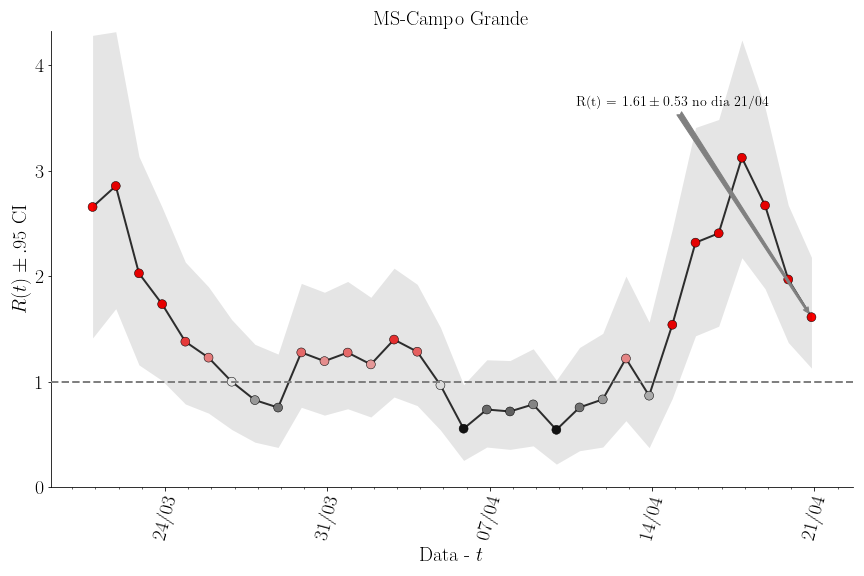 MS-Campo Grande
R(t) = 1.61 ± 0.53 no dia 21/04
R(t) ± .95 CI
4
3
2
1
0
24/03
31/03
07/04
14/04
21/04
Data - t